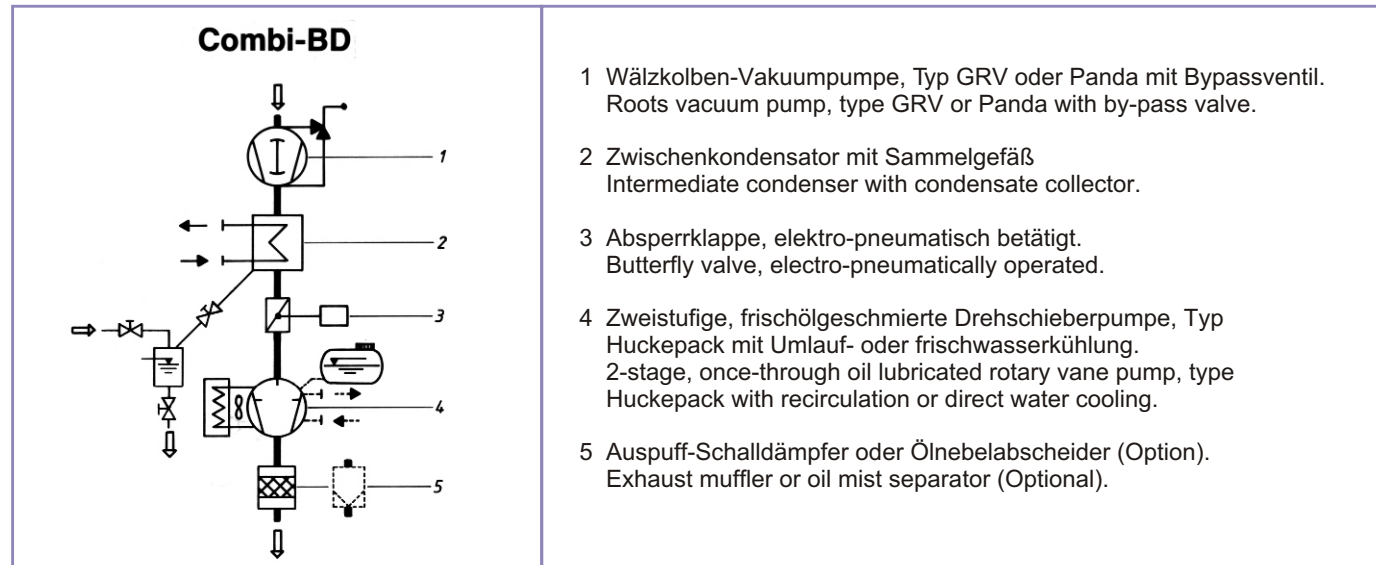 Combi-BD
1
2
3
4
5
1 Wälzkolben-Vakuumpumpe, Typ GRV oder Panda mit Bypassventil.
Roots vacuum pump, type GRV or Panda with by-pass valve.
2 Zwischenkondensator mit Sammelgefäß
Intermediate condenser with condensate collector.
3 Absperrklappe, elektro-pneumatisch betätigt.
Butterfly valve, electro-pneumatically operated.
4 Zweistufige, frischölgeschmierte Drehschieberpumpe, Typ
Huckepack mit Umlauf- oder frischwasserkühlung.
2-stage, once-through oil lubricated rotary vane pump, type
Huckepack with recirculation or direct water cooling.
5 Auspuff-Schalldämpfer oder Ölnebelabscheider (Option).
Exhaust muffler or oil mist separator (Optional).